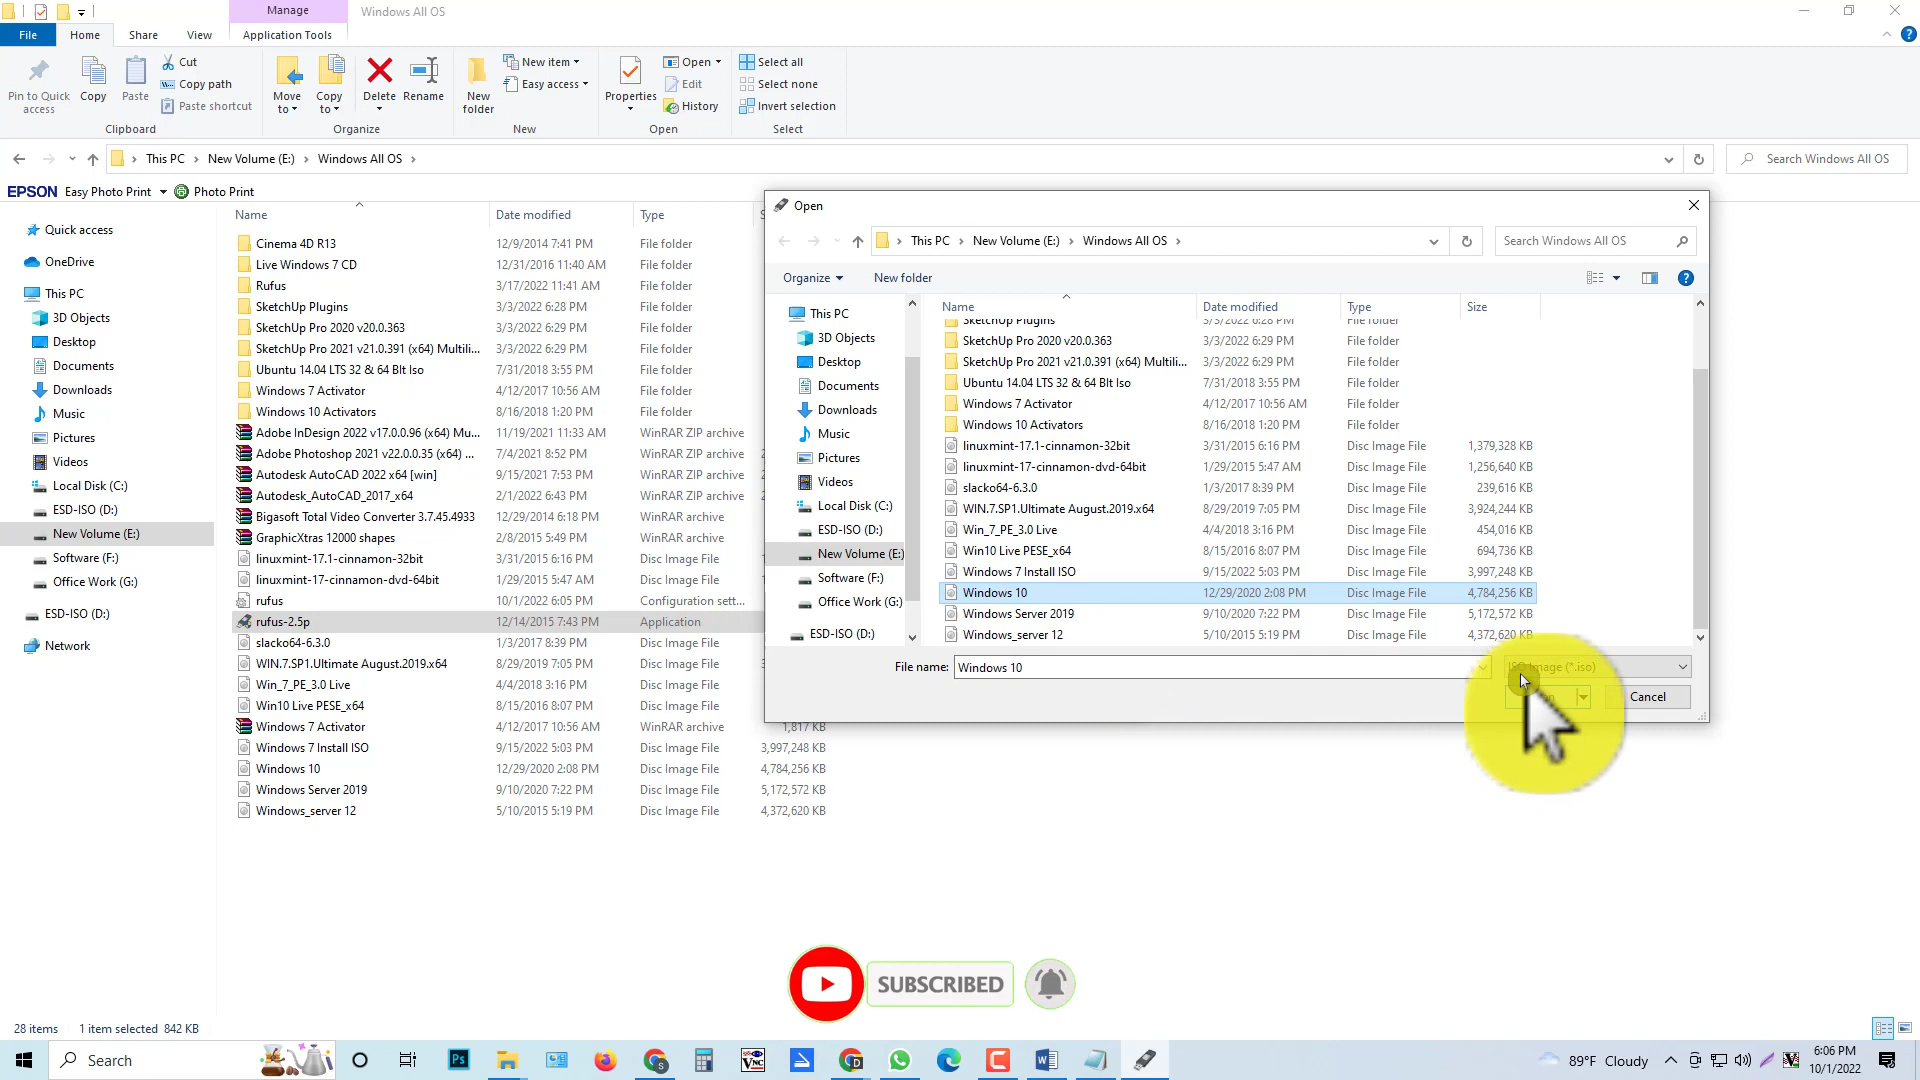 Manage
Windows All OS
File
Home
Share
View
Application Tools
Pin to Quick access
Copy
Paste
Cut
Copy path
Paste shortcut
Clipboard
Move to
Copy to
Delete
Rename
Organize
New folder
New item
Easy access
New
Properties
Open
Edit
History
Open
Select all
Select none
Invert selection
Select
This PC > New Volume (E:) > Windows All OS >
Search Windows All OS
EPSON Easy Photo Print Photo Print
Quick access
OneDrive
This PC
3D Objects
Desktop
Documents
Downloads
Music
Pictures
Videos
Local Disk (C:)
ESD-ISO (D:)
New Volume (E:)
Software (F:)
Office Work (G:)
ESD-ISO (D:)
Network
Name Date modified Type S
Cinema 4D R13 12/9/2014 7:41 PM File folder
Live Windows 7 CD 12/31/2016 11:40 AM File folder
Rufus 3/17/2022 11:41 AM File folder
SketchUp Plugins 3/3/2022 6:28 PM File folder
SketchUp Pro 2020 v20.0.363 3/3/2022 6:29 PM File folder
SketchUp Pro 2021 v21.0.391 (x64) Multili... 3/3/2022 6:29 PM File folder
Ubuntu 14.04 LTS 32 & 64 BIt Iso 7/31/2018 3:55 PM File folder
Windows 7 Activator 4/12/2017 10:56 AM File folder
Windows 10 Activators 8/16/2018 1:20 PM File folder
Adobe InDesign 2022 v17.0.0.96 (x64) Mu... 11/19/2021 11:33 AM WinRAR ZIP archive
Adobe Photoshop 2021 v22.0.0.35 (x64) ... 7/4/2021 8:52 PM WinRAR ZIP archive
Autodesk AutoCAD 2022 x64 [win] 9/15/2021 7:53 PM WinRAR ZIP archive
Autodesk_AutoCAD_2017_x64 2/1/2022 6:43 PM WinRAR ZIP archive
Bigasoft Total Video Converter 3.7.45.4933 12/29/2014 6:18 PM WinRAR archive
GraphicXtras 12000 shapes 2/8/2015 5:49 PM WinRAR archive
linuxmint-17.1-cinnamon-32bit 3/31/2015 6:16 PM Disc Image File
linuxmint-17-cinnamon-dvd-64bit 1/29/2015 5:47 AM Disc Image File
rufus 10/1/2022 6:05 PM Configuration sett...
rufus-2.5p 12/14/2015 7:43 PM Application
slacko64-6.3.0 1/3/2017 8:39 PM Disc Image File
WIN.7.SP1.Ultimate August.2019.x64 8/29/2019 7:05 PM Disc Image File
Win_7_PE_3.0 Live 4/4/2018 3:16 PM Disc Image File
Win10 Live PESE_x64 8/15/2016 8:07 PM Disc Image File
Windows 7 Activator 4/12/2017 10:56 AM WinRAR archive 1,817 KB
Windows 7 Install ISO 9/15/2022 5:03 PM Disc Image File 3,997,248 KB
Windows 10 12/29/2020 2:08 PM Disc Image File 4,784,256 KB
Windows Server 2019 9/10/2020 7:22 PM Disc Image File 5,172,572 KB
Windows_server 12 5/10/2015 5:19 PM Disc Image File 4,372,620 KB
Open
This PC > New Volume (E:) > Windows All OS >
Search Windows All OS
Organize New folder
This PC
3D Objects
Desktop
Documents
Downloads
Music
Pictures
Videos
Local Disk (C:)
ESD-ISO (D:)
New Volume (E:)
Software (F:)
Office Work (G:)
ESD-ISO (D:)
Name Date modified Type Size
SketchUp Plugins 3/3/2022 6:28 PM File folder
SketchUp Pro 2020 v20.0.363 3/3/2022 6:29 PM File folder
SketchUp Pro 2021 v21.0.391 (x64) Multili... 3/3/2022 6:29 PM File folder
Ubuntu 14.04 LTS 32 & 64 BIt Iso 7/31/2018 3:55 PM File folder
Windows 7 Activator 4/12/2017 10:56 AM File folder
Windows 10 Activators 8/16/2018 1:20 PM File folder
linuxmint-17.1-cinnamon-32bit 3/31/2015 6:16 PM Disc Image File 1,379,328 KB
linuxmint-17-cinnamon-dvd-64bit 1/29/2015 5:47 AM Disc Image File 1,256,640 KB
slacko64-6.3.0 1/3/2017 8:39 PM Disc Image File 239,616 KB
WIN.7.SP1.Ultimate August.2019.x64 8/29/2019 7:05 PM Disc Image File 3,924,244 KB
Win_7_PE_3.0 Live 4/4/2018 3:16 PM Disc Image File 454,016 KB
Win10 Live PESE_x64 8/15/2016 8:07 PM Disc Image File 694,736 KB
Windows 7 Install ISO 9/15/2022 5:03 PM Disc Image File 3,997,248 KB
Windows 10 12/29/2020 2:08 PM Disc Image File 4,784,256 KB
Windows Server 2019 9/10/2020 7:22 PM Disc Image File 5,172,572 KB
Windows_server 12 5/10/2015 5:19 PM Disc Image File 4,372,620 KB
File name: Windows 10
ISO Image (*.iso)
Cancel
SUBSCRIBED
28 items 1 item selected 842 KB
Search
Ps
VNC
89°F Cloudy
6:06 PM
10/1/2022